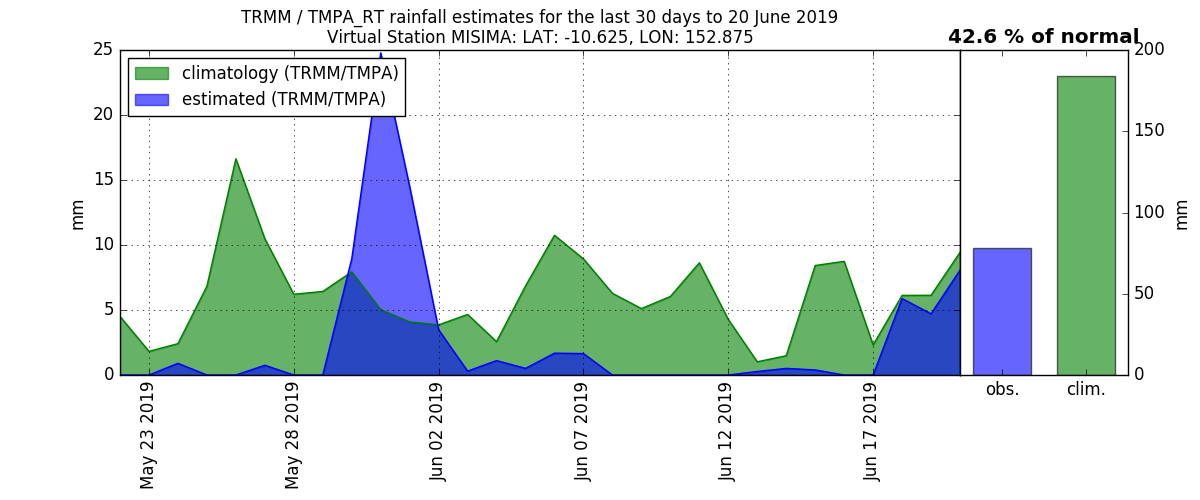 TRMM / TMPA_RT rainfall estimates for the last 30 days to 20 June 2019
Virtual Station MISIMA: LAT: -10.625, LON: 152.875
42.6 % of normal
climatology (TRMM/TMPA)
estimated (TRMM/TMPA)
25
20
15
10
5
0
mm
May 23 2019
May 28 2019
Jun 02 2019
Jun 07 2019
Jun 12 2019
Jun 17 2019
200
150
100
50
0
mm
obs.
clim.